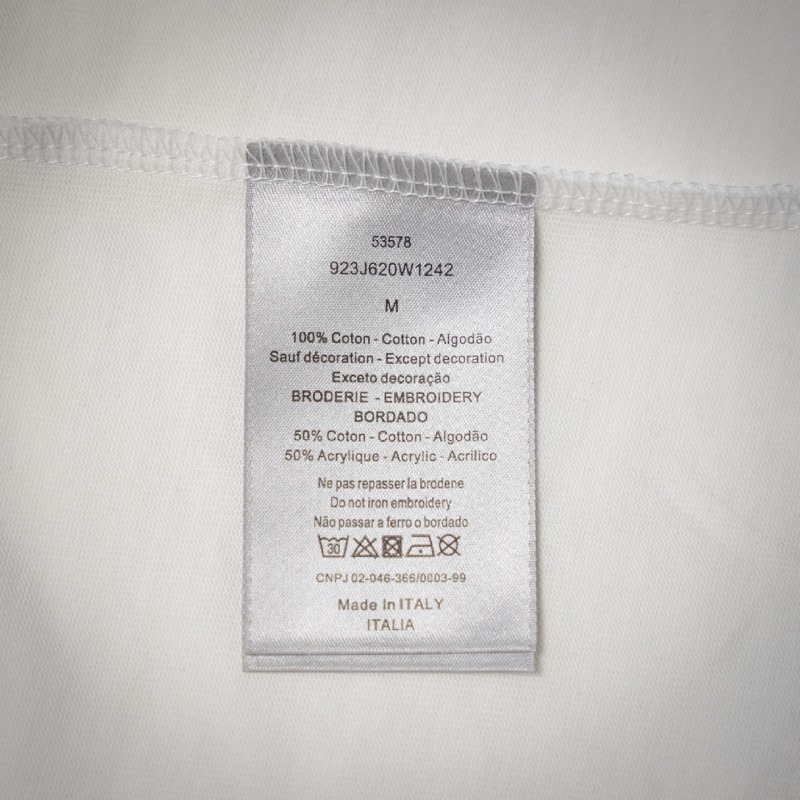 53578
923J620W1242
M
100% Coton - Cotton - Algodão
Sauf décoration - Except decoration
Exceto decoração
BRODERIE - EMBROIDERY
BORDADO
50% Coton - Cotton - Algodão
50% Acrylique - Acrylic - Acrilico
Ne pas repasser la brodene
Do not iron embroidery
Não passar a ferro o bordado
30
CNPJ 02-046-366/0003-99
Made In ITALY
ITALIA